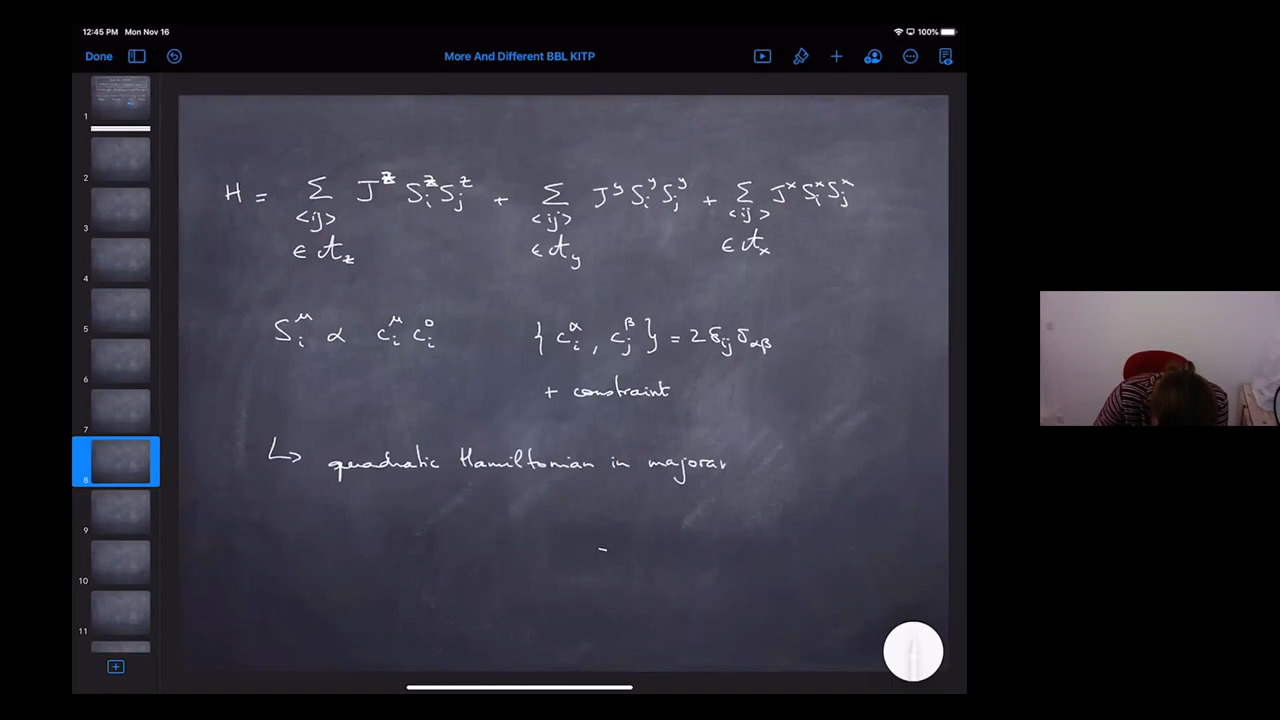 12:45 PM Mon Nov 16
100%
Done
More And Different BBL KITP
H = Σ J^z S_i^z S_j^z + Σ J^y S_i^y S_j^y + Σ J^x S_i^x S_j^x
<ij> <ij> <ij>
∈ A_z ∈ A_y ∈ A_x
S_i^μ α c_i^μ c_i^0 { c_i^α , c_j^β } = 2 δ_ij δ_αβ
+ constraint
↳ quadratic Hamiltonian in majoran
1
2
3
4
5
6
7
8
9
10
11